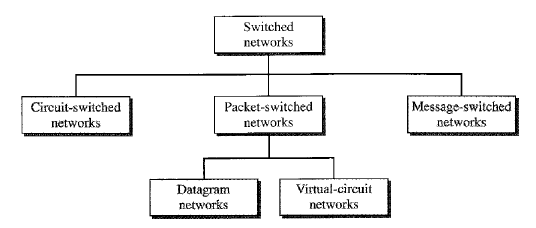 Switched
networks
Circuit-switched
networks
Packet-switched
networks
Message-switched
networks
Datagram
networks
Virtual-circuit
networks